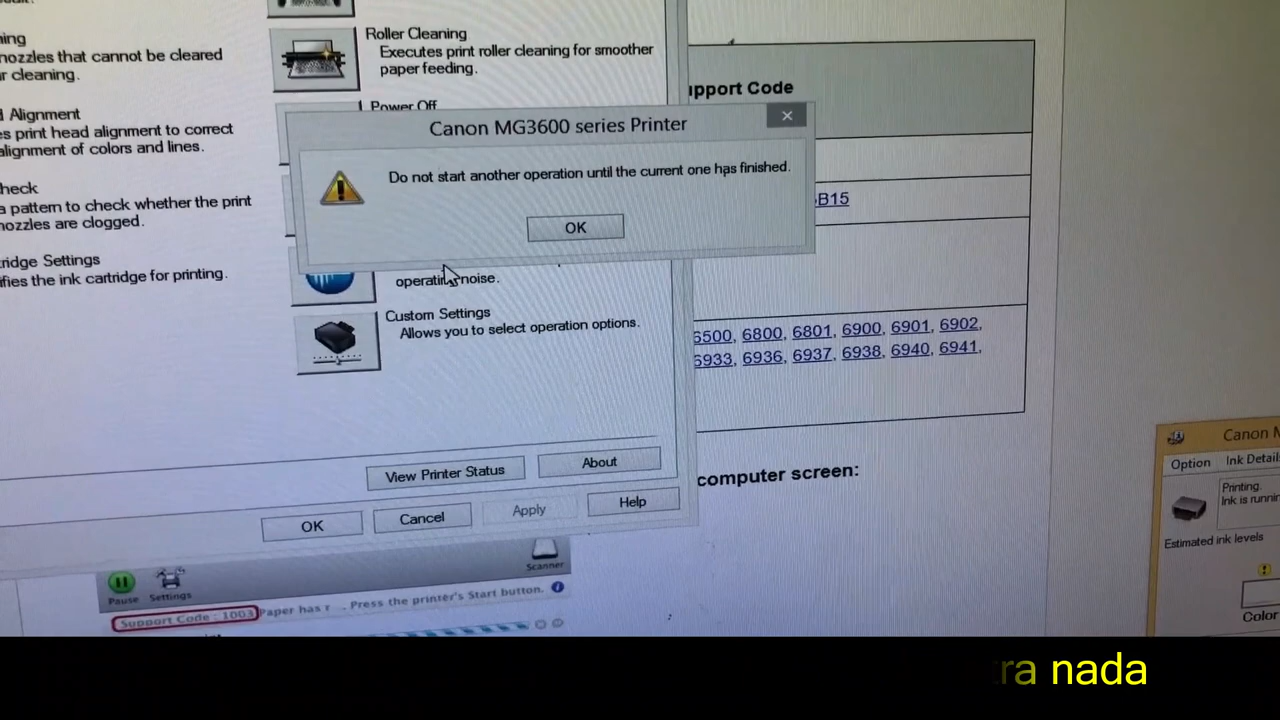 ning
nozzles that cannot be cleared
r cleaning.
d Alignment
es print head alignment to correct
alignment of colors and lines.
heck
a pattern to check whether the print
nozzles are clogged.
ridge Settings
ifies the ink cartridge for printing.
Roller Cleaning
Executes print roller cleaning for smoother
paper feeding.
Power Off
Canon MG3600 series Printer
Do not start another operation until the current one has finished.
OK
operating noise.
Custom Settings
Allows you to select operation options.
View Printer Status
About
OK
Cancel
Apply
Help
upport Code
B15
6500, 6800, 6801, 6900, 6901, 6902,
6933, 6936, 6937, 6938, 6940, 6941,
computer screen:
Canon M
Option
Ink Detai
Printing.
Ink is runnin
Estimated ink levels
Color
Pause
Settings
Scanner
Support Code : 1003 Paper has r . Press the printer's Start button.
ra nada